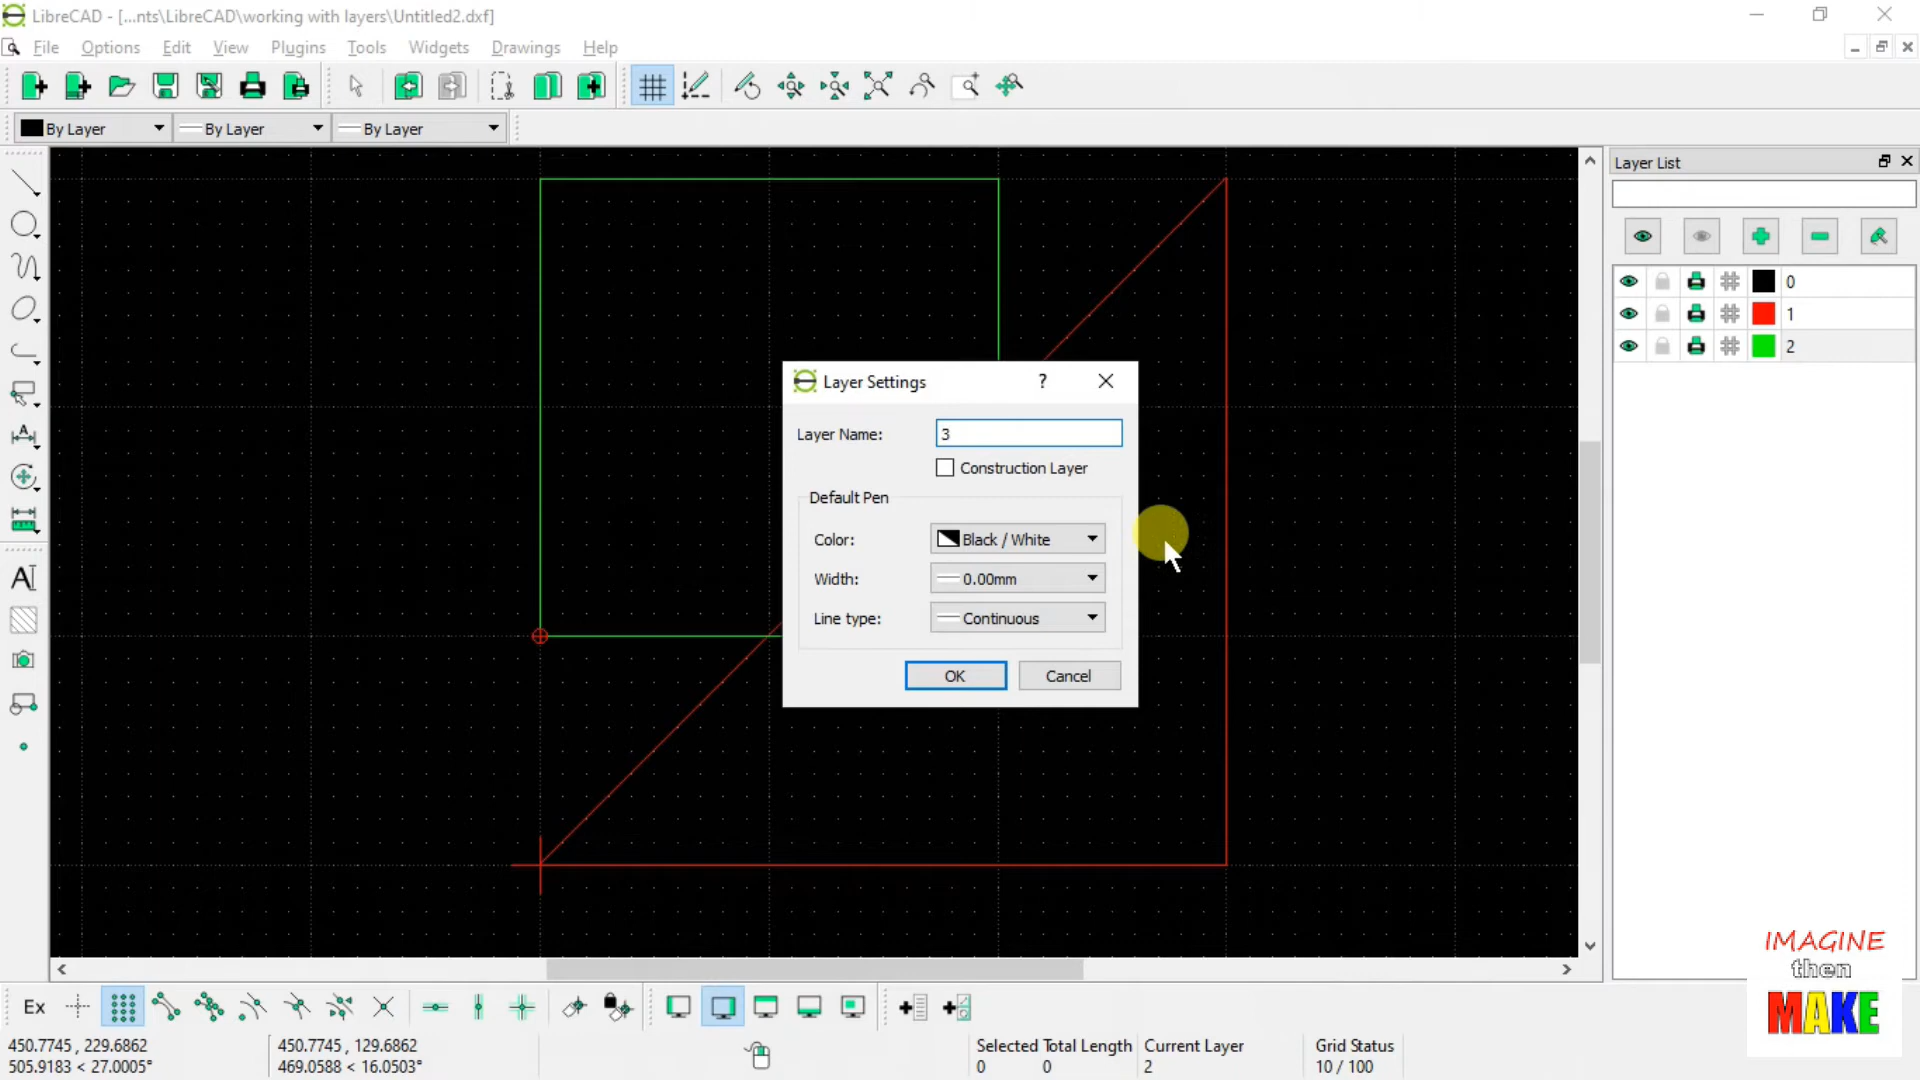 LibreCAD - [...nts\LibreCAD\working with layers\Untitled2.dxf]
File Options Edit View Plugins Tools Widgets Drawings Help
By Layer By Layer By Layer
Layer List
0
1
2
Layer Settings ?
Layer Name: 3
Construction Layer
Default Pen
Color: Black / White
Width: 0.00mm
Line type: Continuous
OK Cancel
IMAGINE
then
MAKE
Ex
450.7745 , 229.6862
505.9183 < 27.0005°
450.7745 , 129.6862
469.0588 < 16.0503°
Selected Total Length
0 0
Current Layer
2
Grid Status
10 / 100